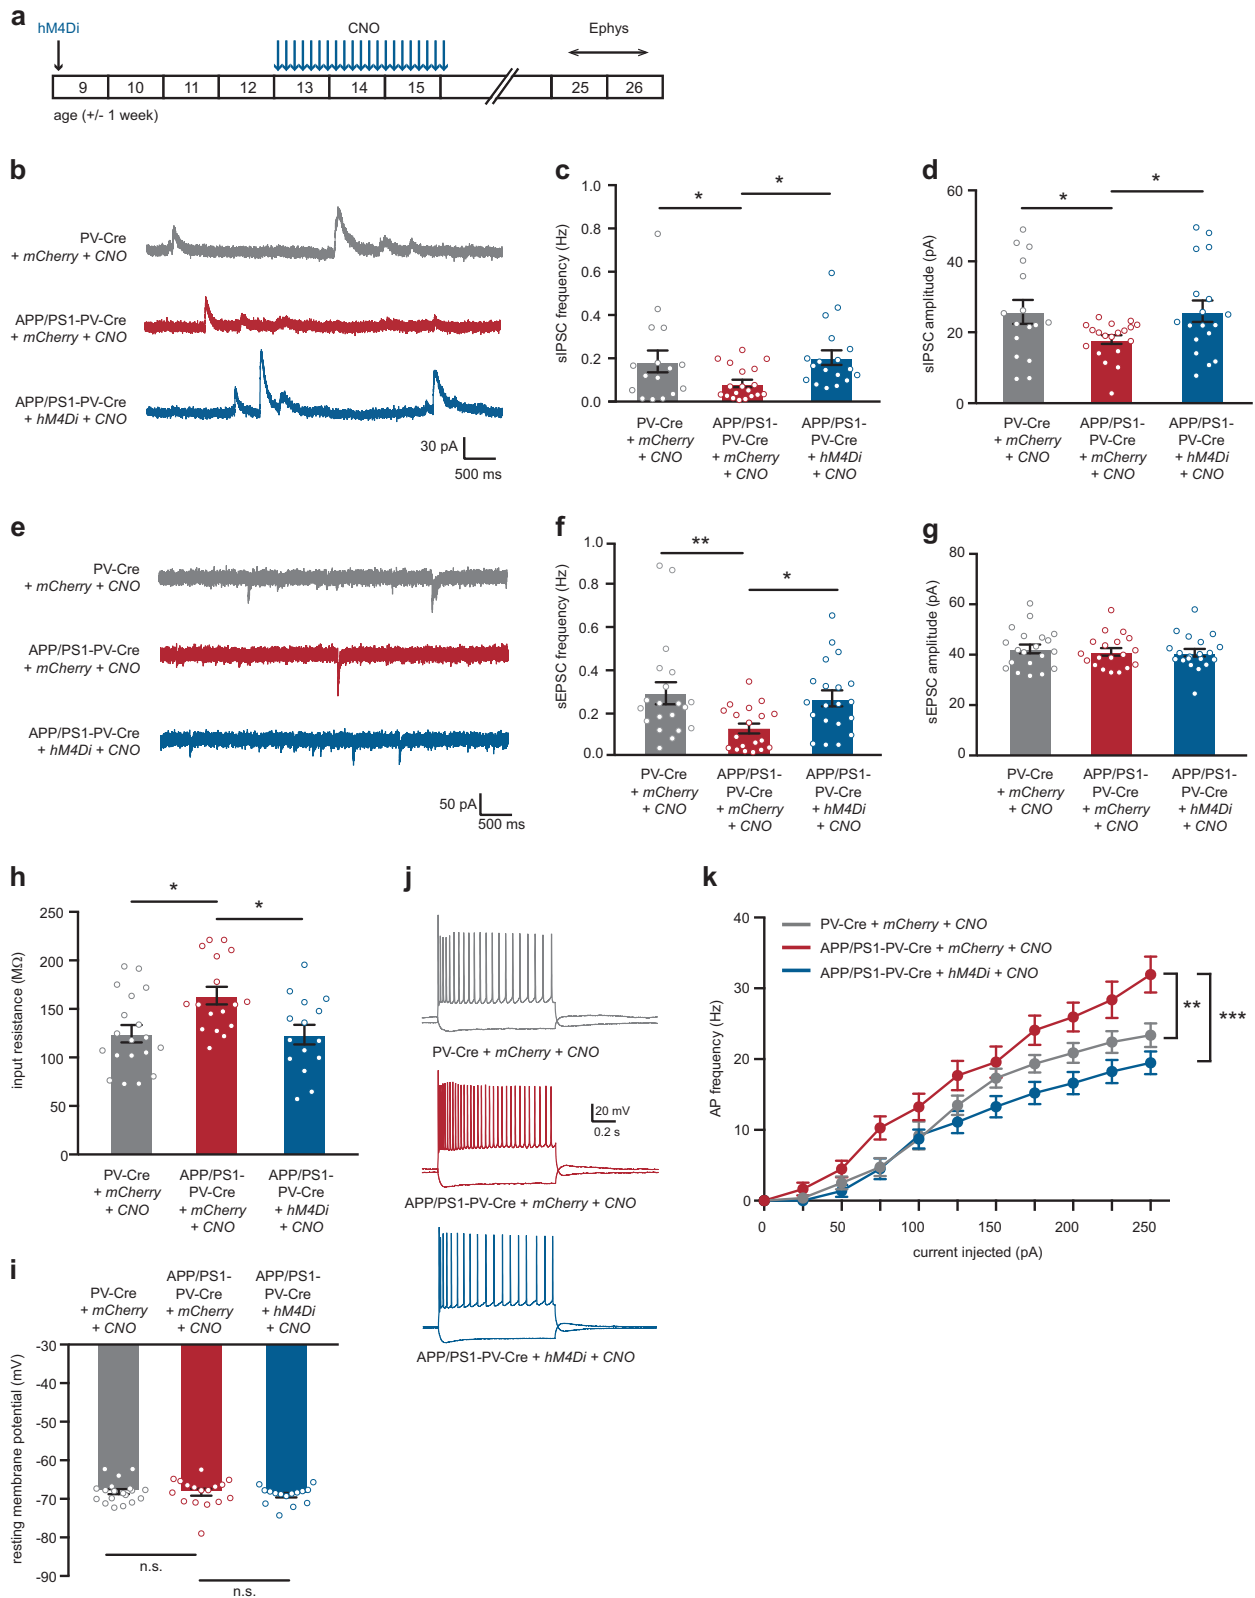 a
hM4Di
CNO
Ephys
9 10 11 12 13 14 15 25 26
age (+/- 1 week)
b
PV-Cre
+ mCherry + CNO
APP/PS1-PV-Cre
+ mCherry + CNO
APP/PS1-PV-Cre
+ hM4Di + CNO
30 pA
500 ms
c
sIPSC frequency (Hz)
1.0
0.8
0.6
0.4
0.2
0.0
*
*
PV-Cre
+ mCherry
+ CNO
APP/PS1-
PV-Cre
+ mCherry
+ CNO
APP/PS1-
PV-Cre
+ hM4Di
+ CNO
d
sIPSC amplitude (pA)
60
40
20
0
*
*
PV-Cre
+ mCherry
+ CNO
APP/PS1-
PV-Cre
+ mCherry
+ CNO
APP/PS1-
PV-Cre
+ hM4Di
+ CNO
e
PV-Cre
+ mCherry + CNO
APP/PS1-PV-Cre
+ mCherry + CNO
APP/PS1-PV-Cre
+ hM4Di + CNO
50 pA
500 ms
f
sEPSC frequency (Hz)
1.0
0.8
0.6
0.4
0.2
0.0
**
*
PV-Cre
+ mCherry
+ CNO
APP/PS1-
PV-Cre
+ mCherry
+ CNO
APP/PS1-
PV-Cre
+ hM4Di
+ CNO
g
sEPSC amplitude (pA)
80
60
40
20
0
PV-Cre
+ mCherry
+ CNO
APP/PS1-
PV-Cre
+ mCherry
+ CNO
APP/PS1-
PV-Cre
+ hM4Di
+ CNO
h
input resistance (MΩ)
250
200
150
100
50
0
*
*
PV-Cre
+ mCherry
+ CNO
APP/PS1-
PV-Cre
+ mCherry
+ CNO
APP/PS1-
PV-Cre
+ hM4Di
+ CNO
i
PV-Cre
+ mCherry
+ CNO
APP/PS1-
PV-Cre
+ mCherry
+ CNO
APP/PS1-
PV-Cre
+ hM4Di
+ CNO
resting membrane potential (mV)
-30
-40
-50
-60
-70
-80
-90
n.s.
n.s.
j
PV-Cre + mCherry + CNO
20 mV
0.2 s
APP/PS1-PV-Cre + mCherry + CNO
APP/PS1-PV-Cre + hM4Di + CNO
k
AP frequency (Hz)
40
30
20
10
0
PV-Cre + mCherry + CNO
APP/PS1-PV-Cre + mCherry + CNO
APP/PS1-PV-Cre + hM4Di + CNO
**
***
0 50 100 150 200 250
current injected (pA)